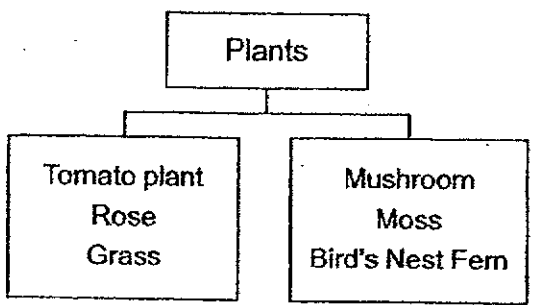 Plants
Tomato plant
Rose
Grass
Mushroom
Moss
Bird's Nest Fern